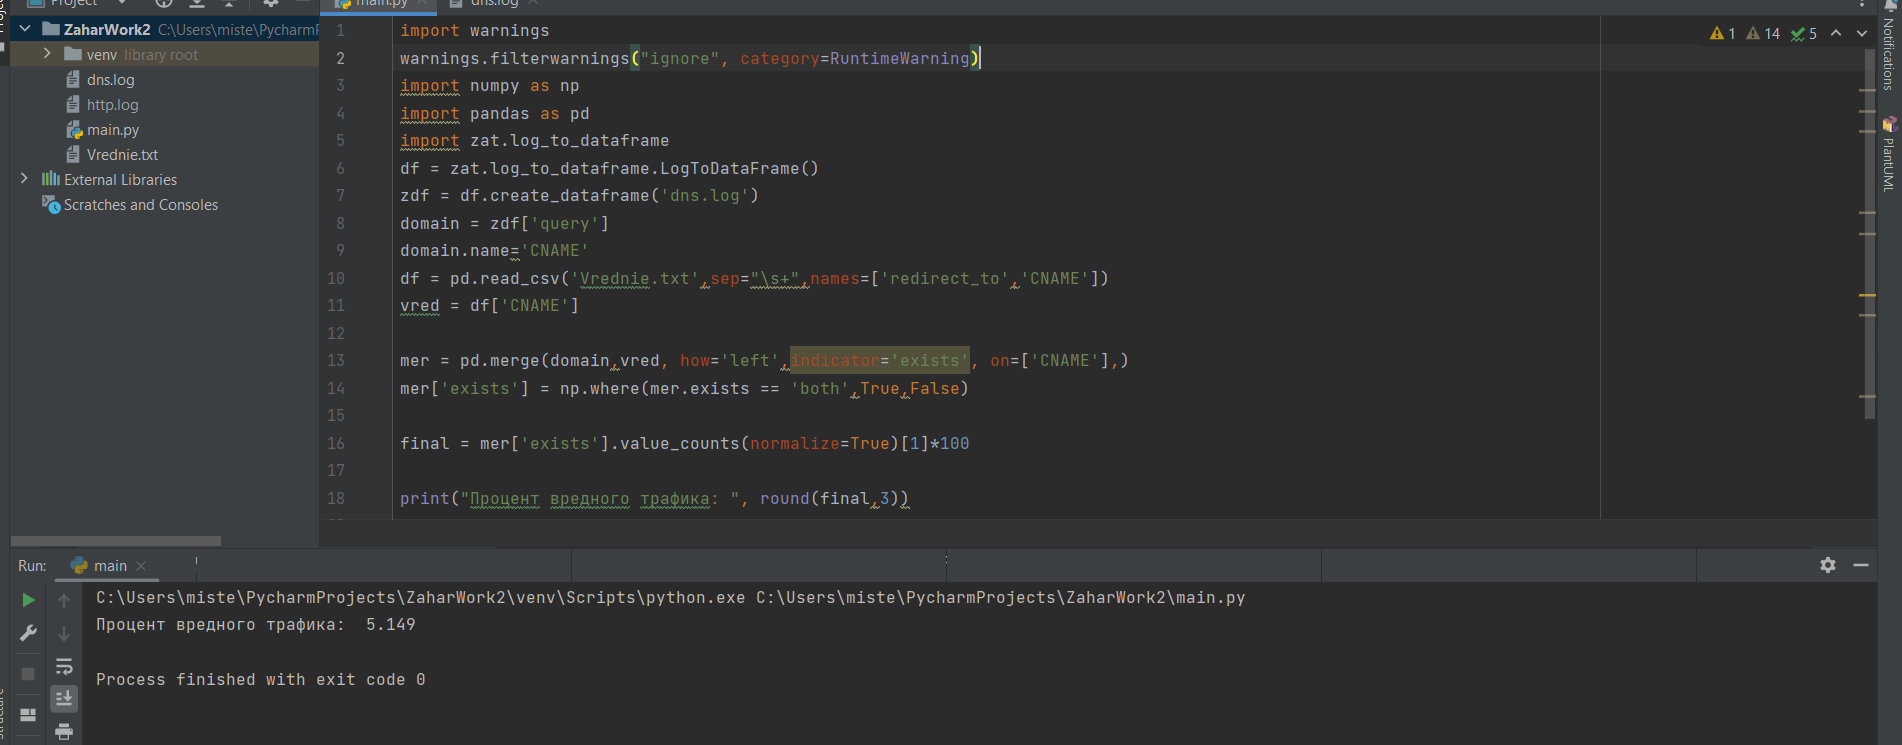 Project
main.py
dns.log
ZaharWork2 C:\Users\miste\PycharmP
venv library root
dns.log
http.log
main.py
Vrednie.txt
External Libraries
Scratches and Consoles
1 import warnings
2 warnings.filterwarnings("ignore", category=RuntimeWarning)
3 import numpy as np
4 import pandas as pd
5 import zat.log_to_dataframe
6 df = zat.log_to_dataframe.LogToDataFrame()
7 zdf = df.create_dataframe('dns.log')
8 domain = zdf['query']
9 domain.name='CNAME'
10 df = pd.read_csv('Vrednie.txt',sep="\s+",names=['redirect_to','CNAME'])
11 vred = df['CNAME']
12
13 mer = pd.merge(domain,vred, how='left',indicator='exists', on=['CNAME'],)
14 mer['exists'] = np.where(mer.exists == 'both',True,False)
15
16 final = mer['exists'].value_counts(normalize=True)[1]*100
17
18 print("Процент вредного трафика: ", round(final,3))
1 14 5
Notifications
PlantUML
Run: main
C:\Users\miste\PycharmProjects\ZaharWork2\venv\Scripts\python.exe C:\Users\miste\PycharmProjects\ZaharWork2\main.py
Процент вредного трафика:  5.149
Process finished with exit code 0